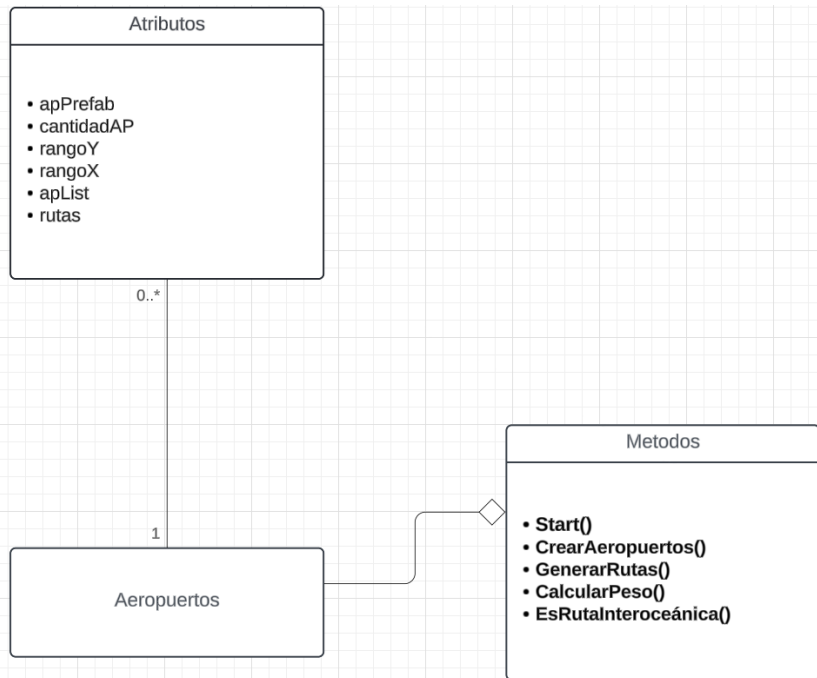 Atributos
• apPrefab
• cantidadAP
• rangoY
• rangoX
• apList
• rutas
0..*
1
Aeropuertos
Metodos
• Start()
• CrearAeropuertos()
• GenerarRutas()
• CalcularPeso()
• EsRutaInteroceánica()